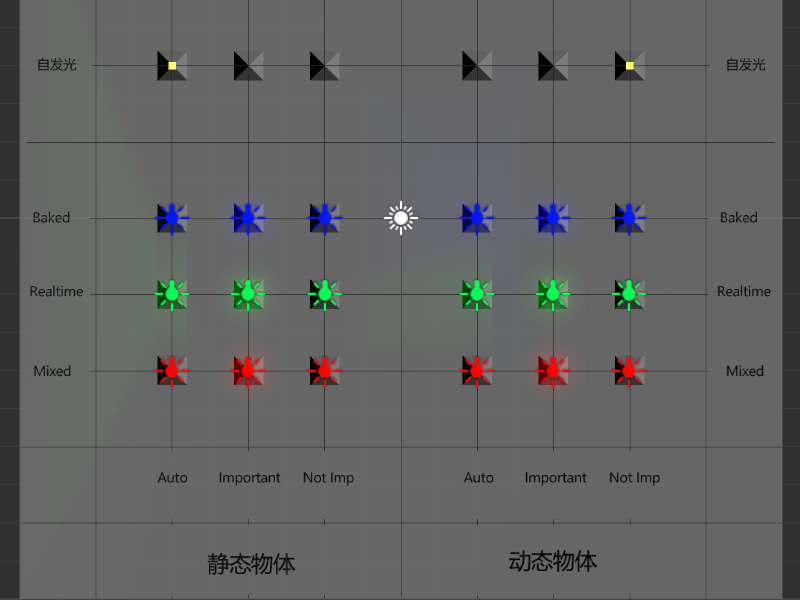 自发光 自发光
Baked Baked
Realtime Realtime
Mixed Mixed
Auto Important Not Imp Auto Important Not Imp
静态物体 动态物体